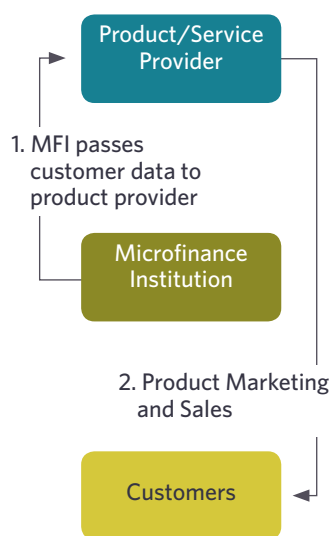 Product/Service
Provider
1. MFI passes
customer data to
product provider
Microfinance
Institution
2. Product Marketing
and Sales
Customers